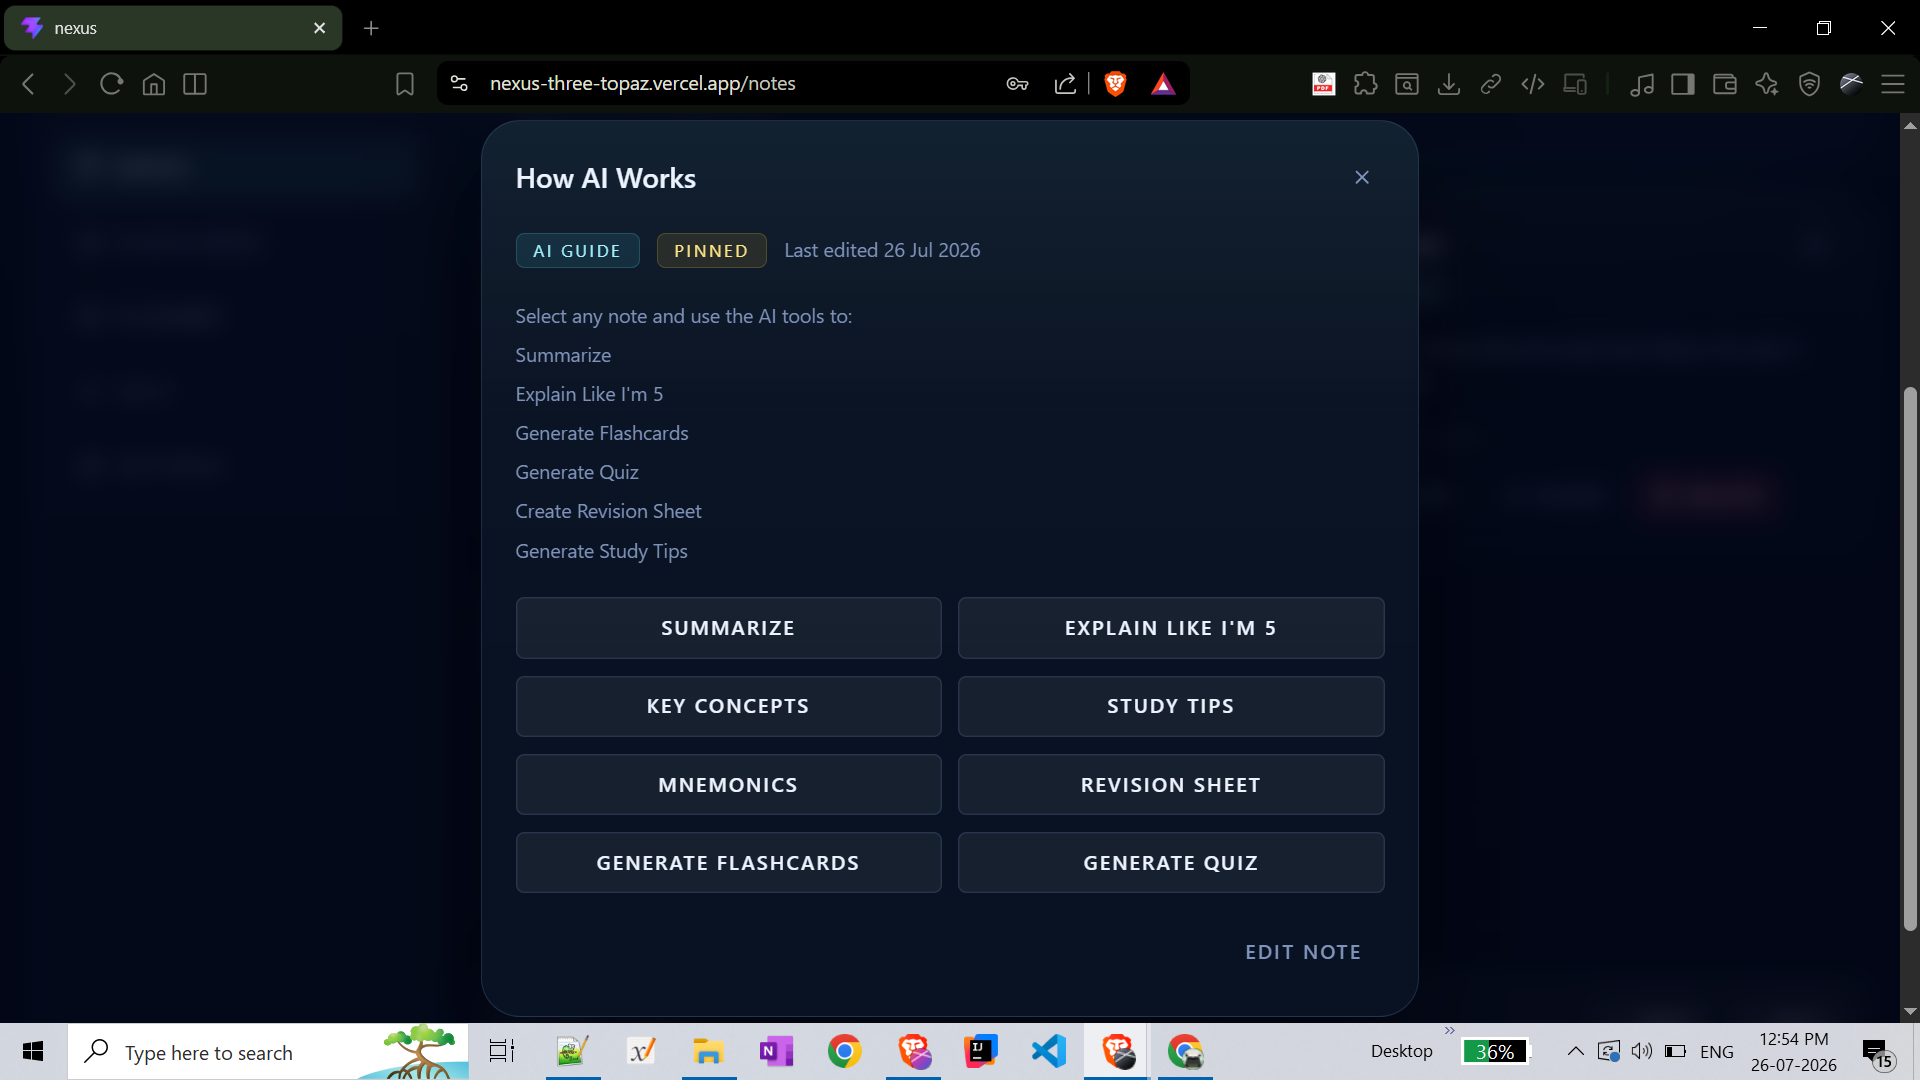 nexus
nexus-three-topaz.vercel.app/notes
PDF
How AI Works
AI GUIDE PINNED Last edited 26 Jul 2026
Select any note and use the AI tools to:
Summarize
Explain Like I'm 5
Generate Flashcards
Generate Quiz
Create Revision Sheet
Generate Study Tips
SUMMARIZE EXPLAIN LIKE I'M 5
KEY CONCEPTS STUDY TIPS
MNEMONICS REVISION SHEET
GENERATE FLASHCARDS GENERATE QUIZ
EDIT NOTE
Type here to search
N
IJ
Desktop
36%
ENG
12:54 PM
26-07-2026
15